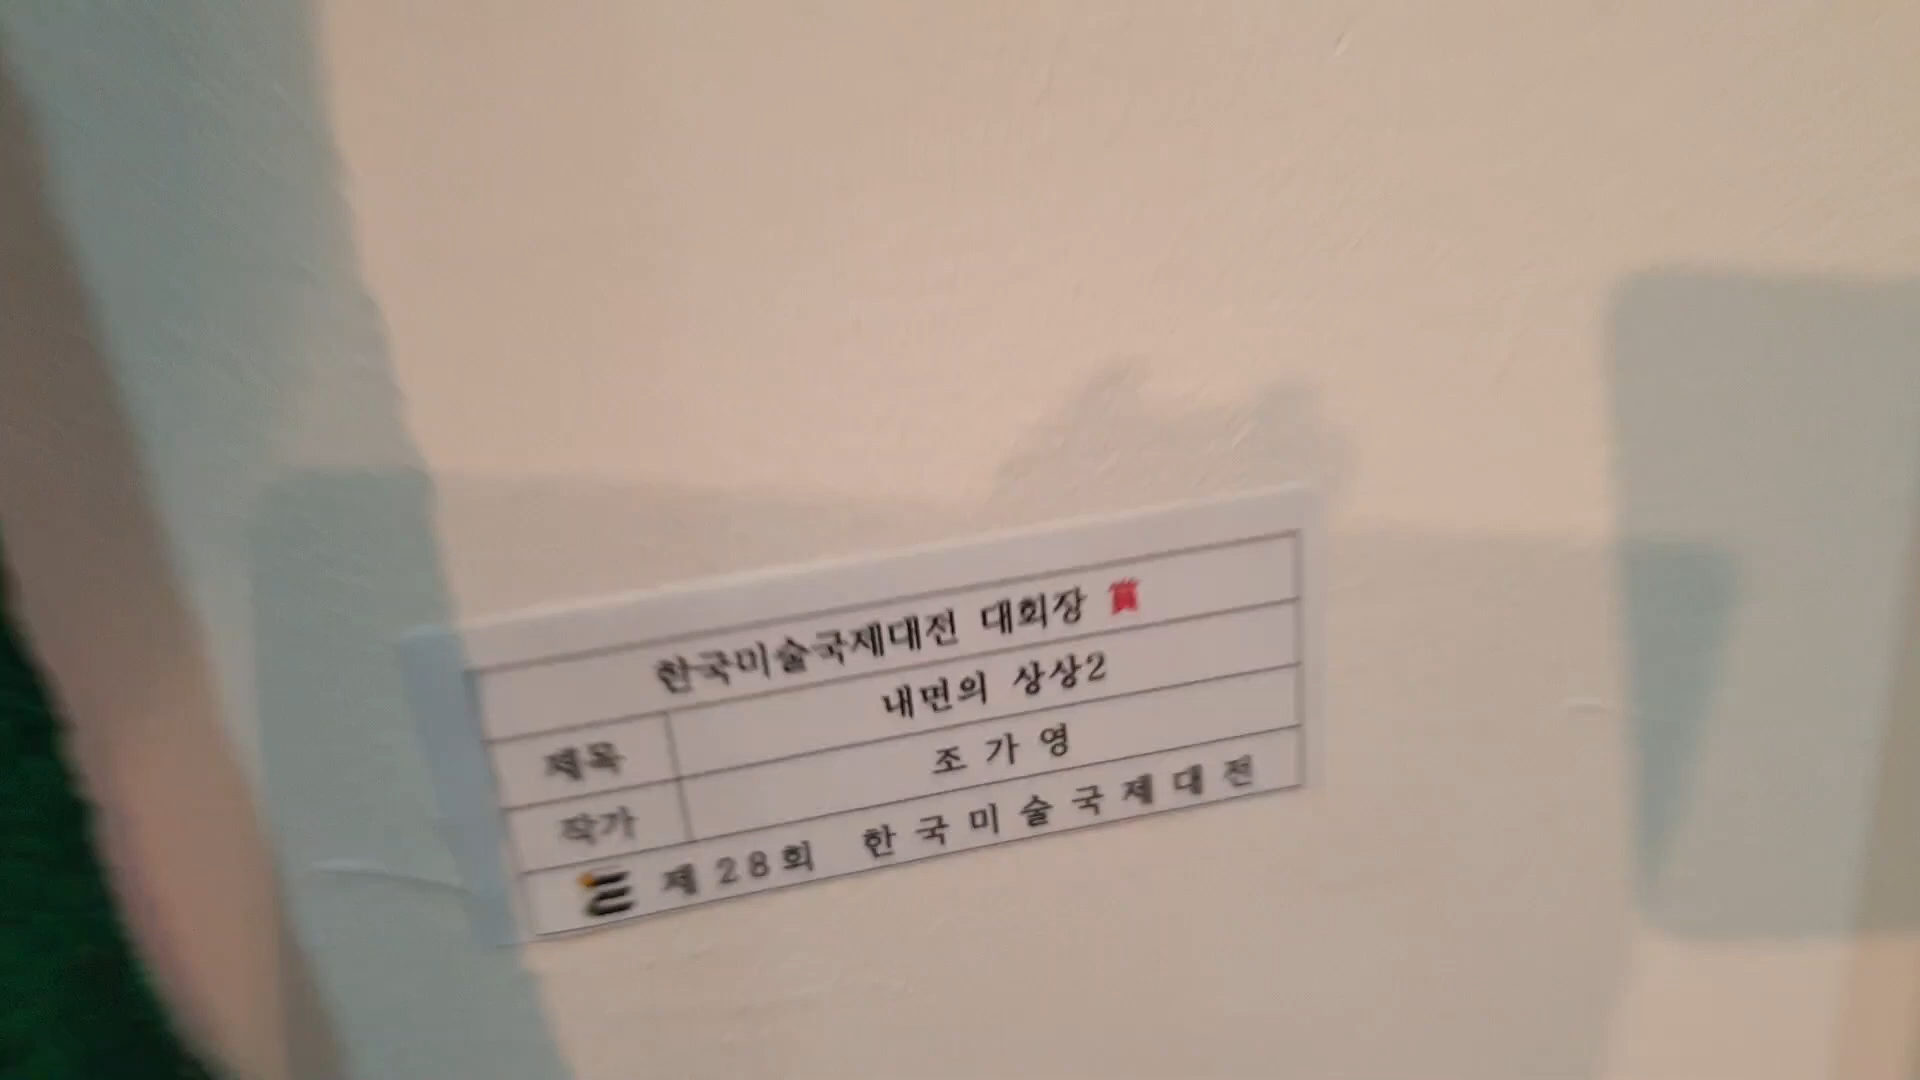 한국미술국제대전 대회장 賞
제목 내면의 상상2
작가 조가영
제28회 한국미술국제대전